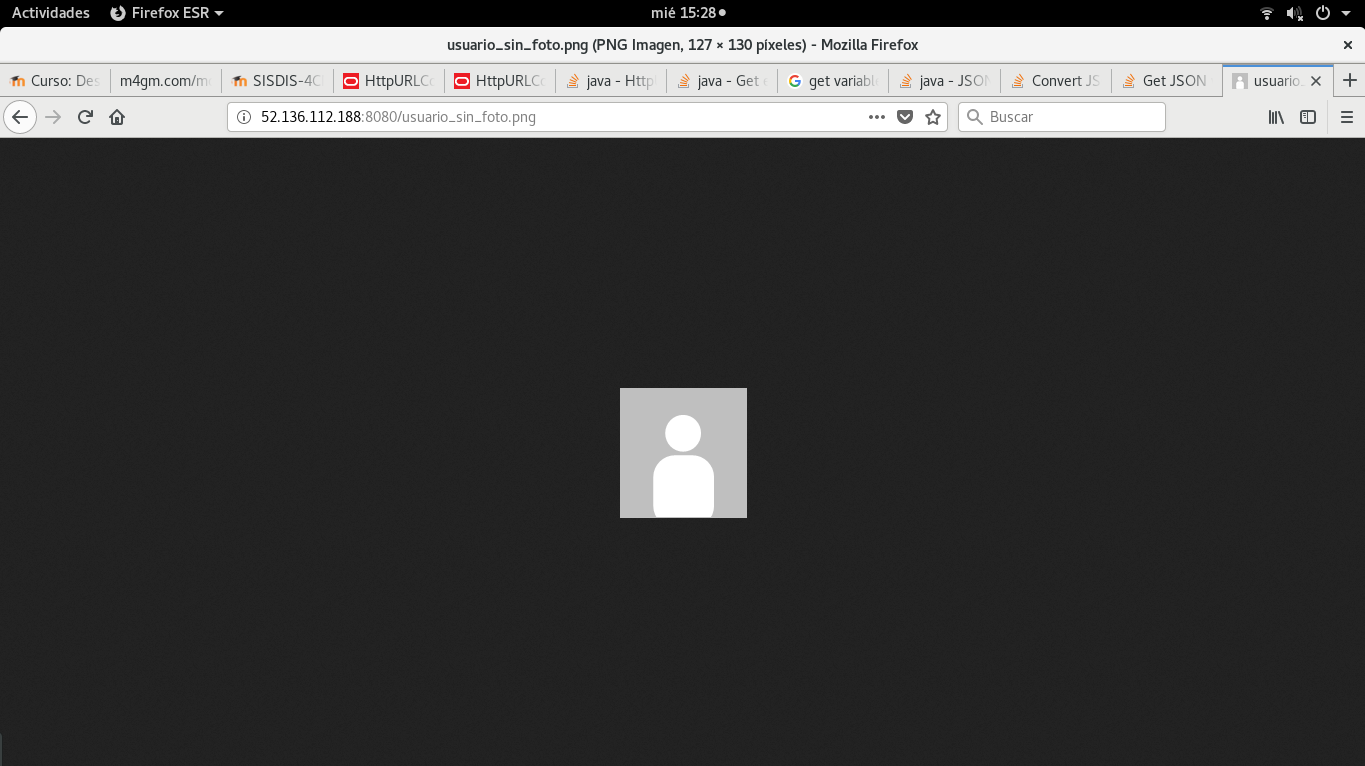 Actividades Firefox ESR mié 15:28
usuario_sin_foto.png (PNG Imagen, 127 × 130 píxeles) - Mozilla Firefox
Curso: Des m4gm.com/m SISDIS-4C HttpURLCo HttpURLCo java - Http java - Get get variabl java - JSON Convert JS Get JSON usuario_
52.136.112.188:8080/usuario_sin_foto.png Buscar